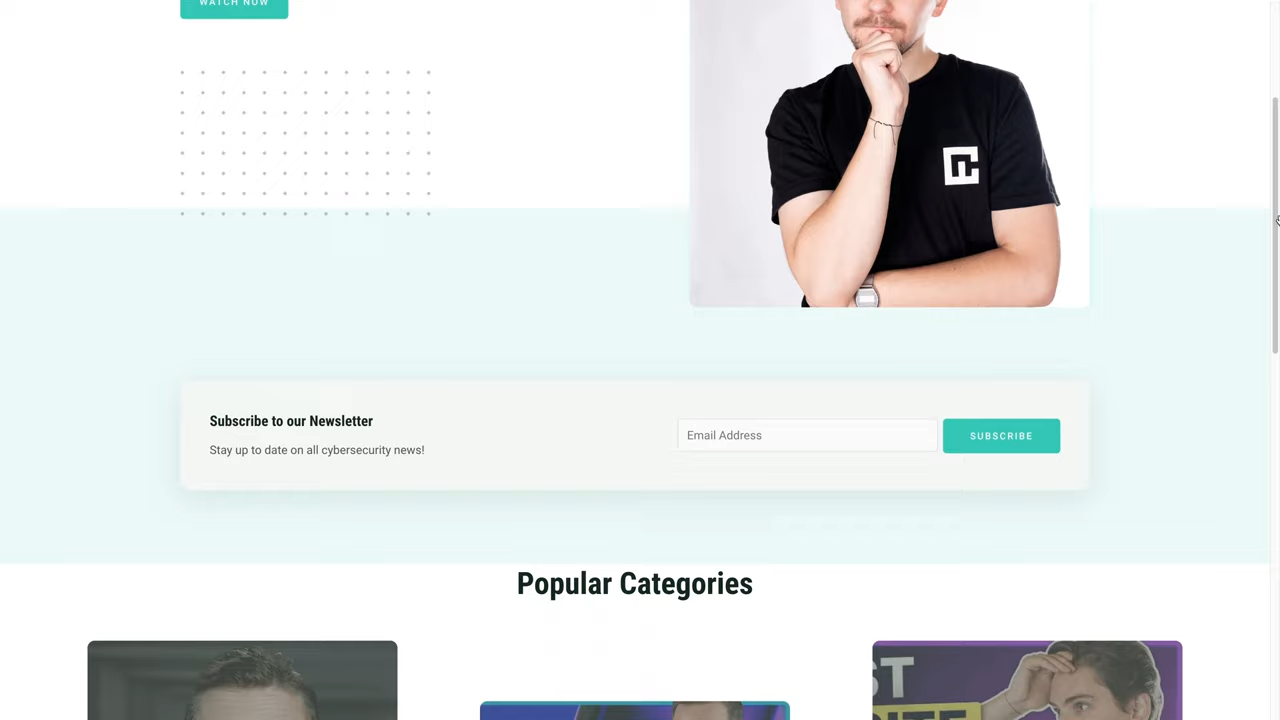 WATCH NOW
Subscribe to our Newsletter
Stay up to date on all cybersecurity news!
Email Address
SUBSCRIBE
Popular Categories